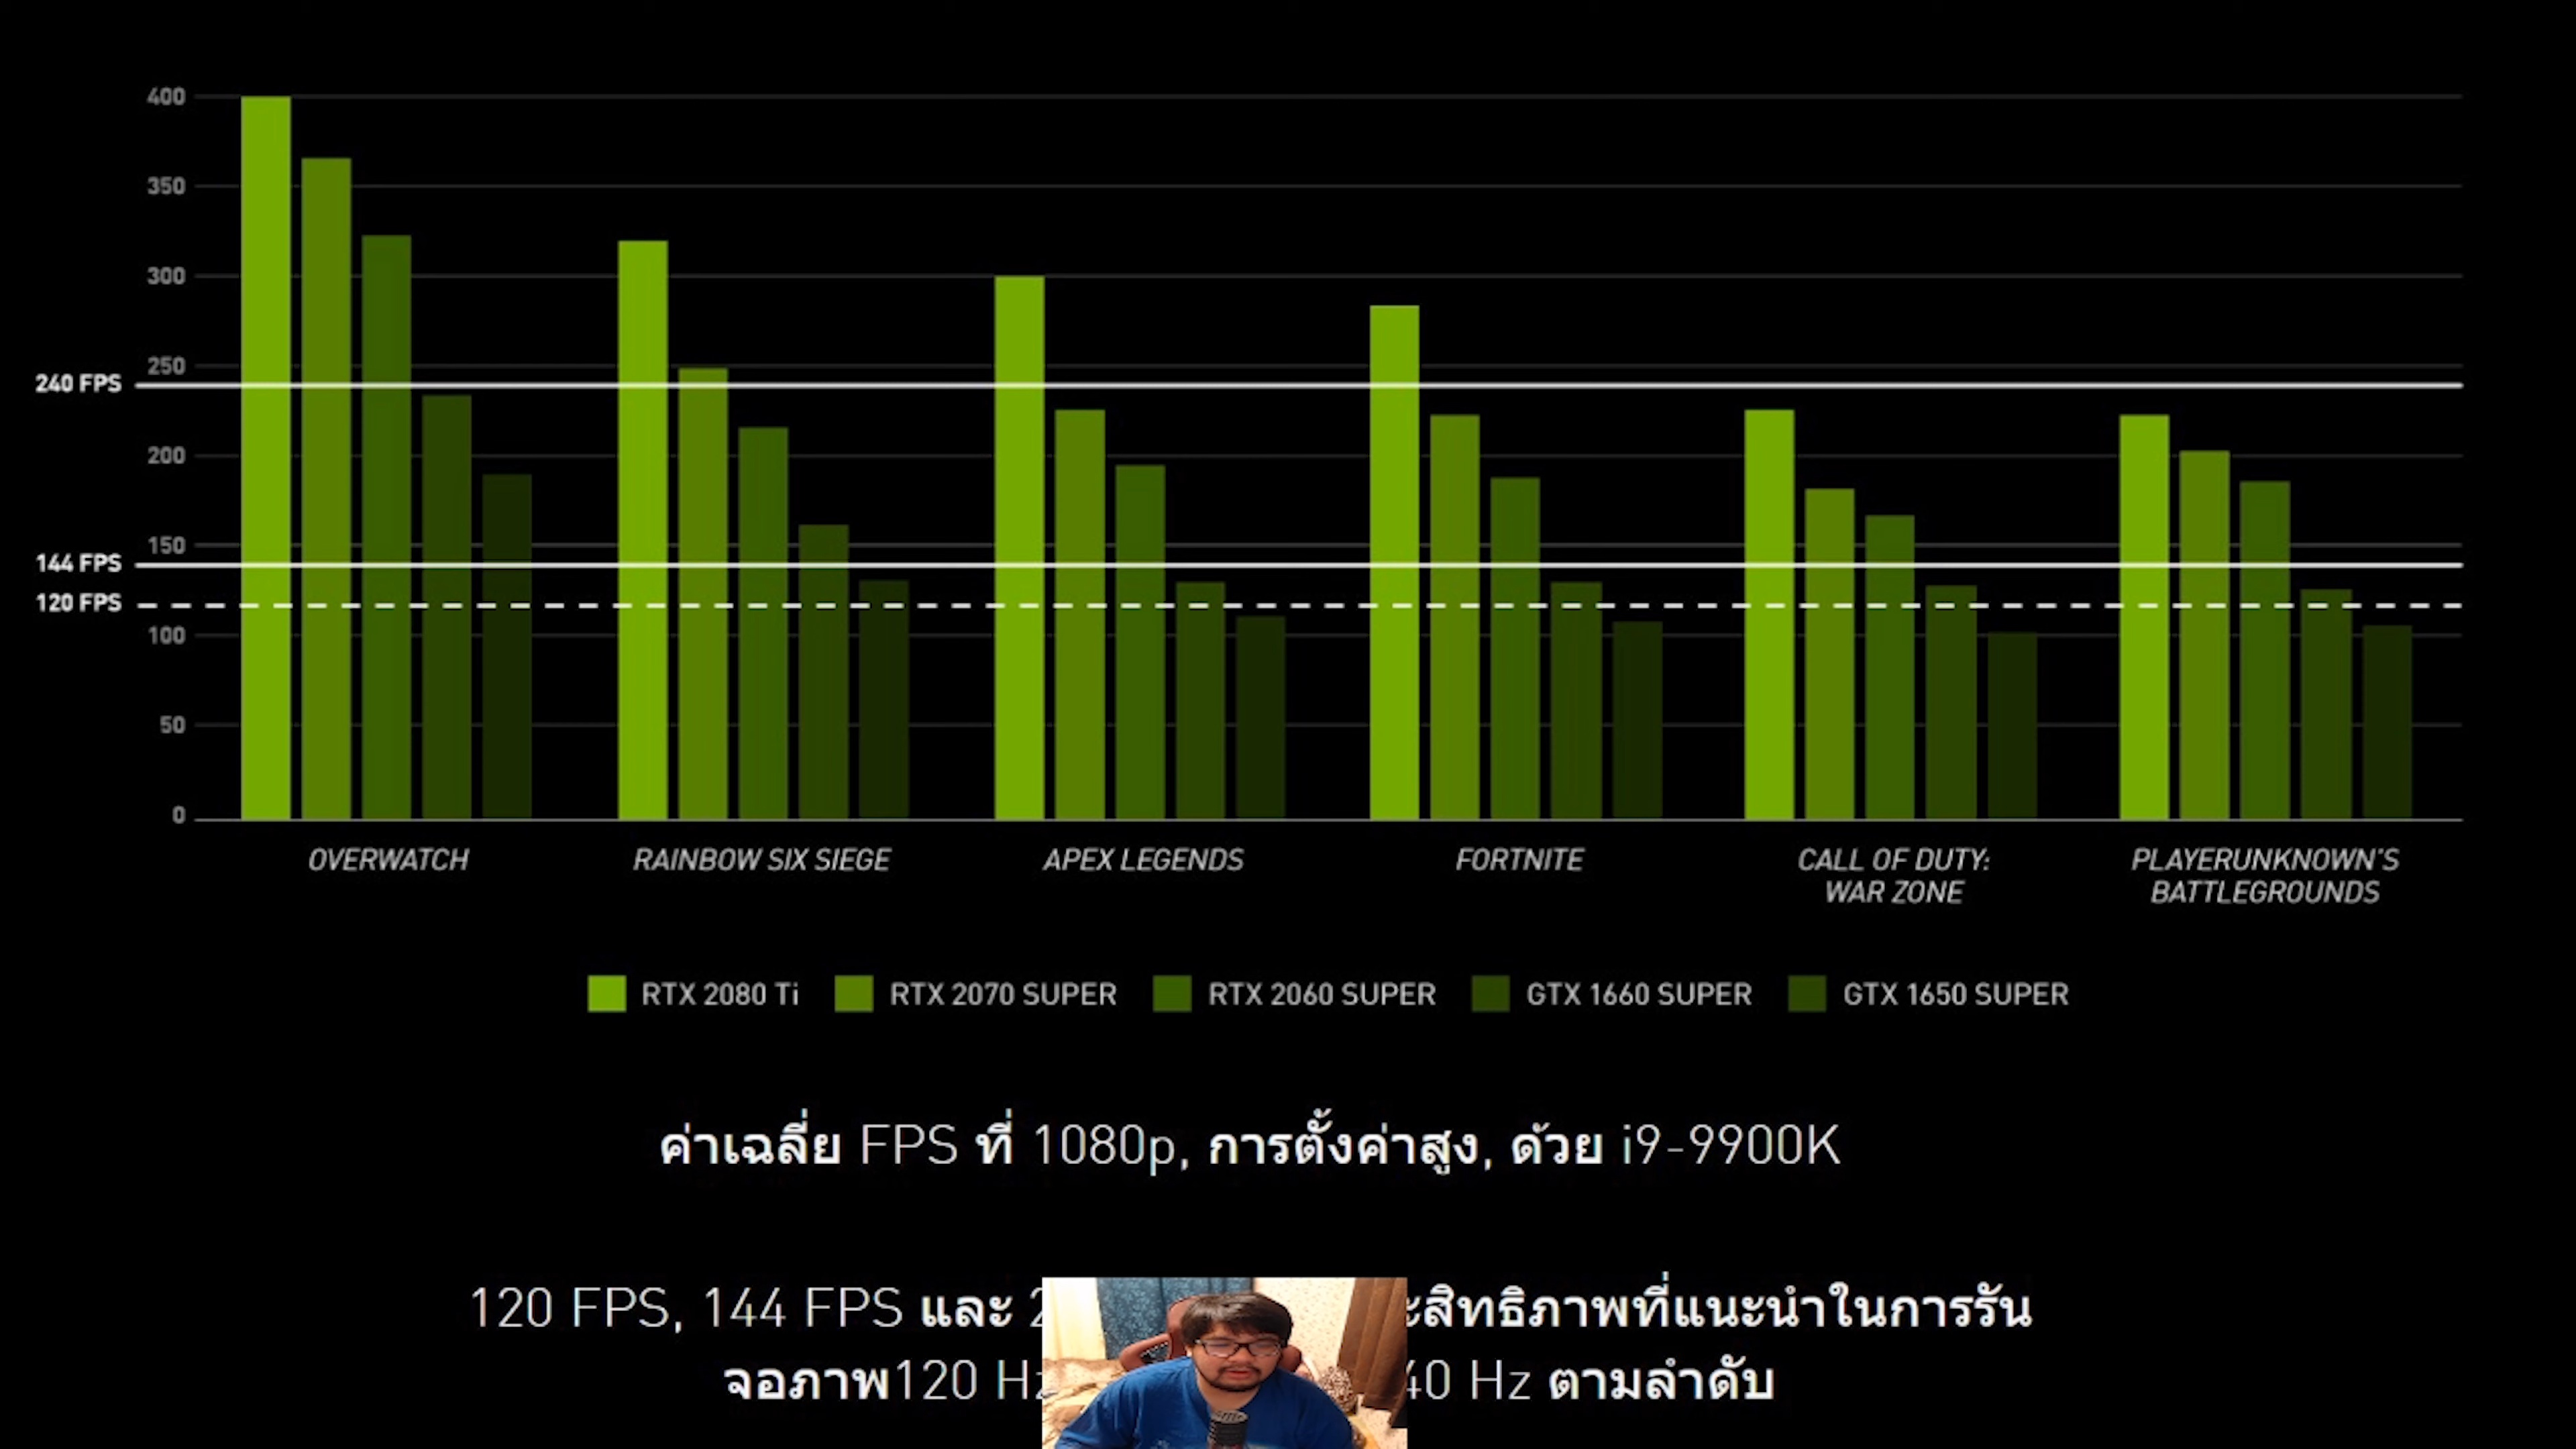 400
350
300
250
240 FPS
200
150
144 FPS
120 FPS
100
50
0
OVERWATCH
RAINBOW SIX SIEGE
APEX LEGENDS
FORTNITE
CALL OF DUTY:
WAR ZONE
PLAYERUNKNOWN'S
BATTLEGROUNDS
RTX 2080 Ti RTX 2070 SUPER RTX 2060 SUPER GTX 1660 SUPER GTX 1650 SUPER
ค่าเฉลี่ย FPS ที่ 1080p, การตั้งค่าสูง, ด้วย i9-9900K
120 FPS, 144 FPS และ สิทธิภาพที่แนะนำในการรัน
จอภาพ120 Hz 40 Hz ตามลำดับ